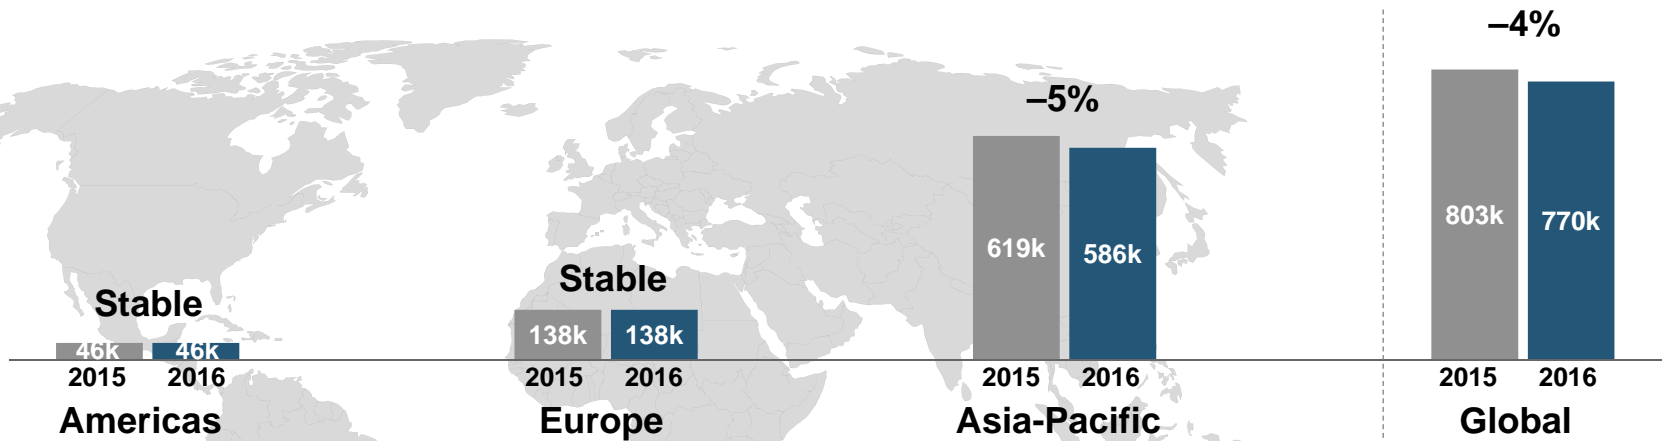 –4%
–5%
Stable
Stable
46k 46k
138k 138k
619k 586k
803k 770k
2015 2016
2015 2016
2015 2016
2015 2016
Americas
Europe
Asia-Pacific
Global